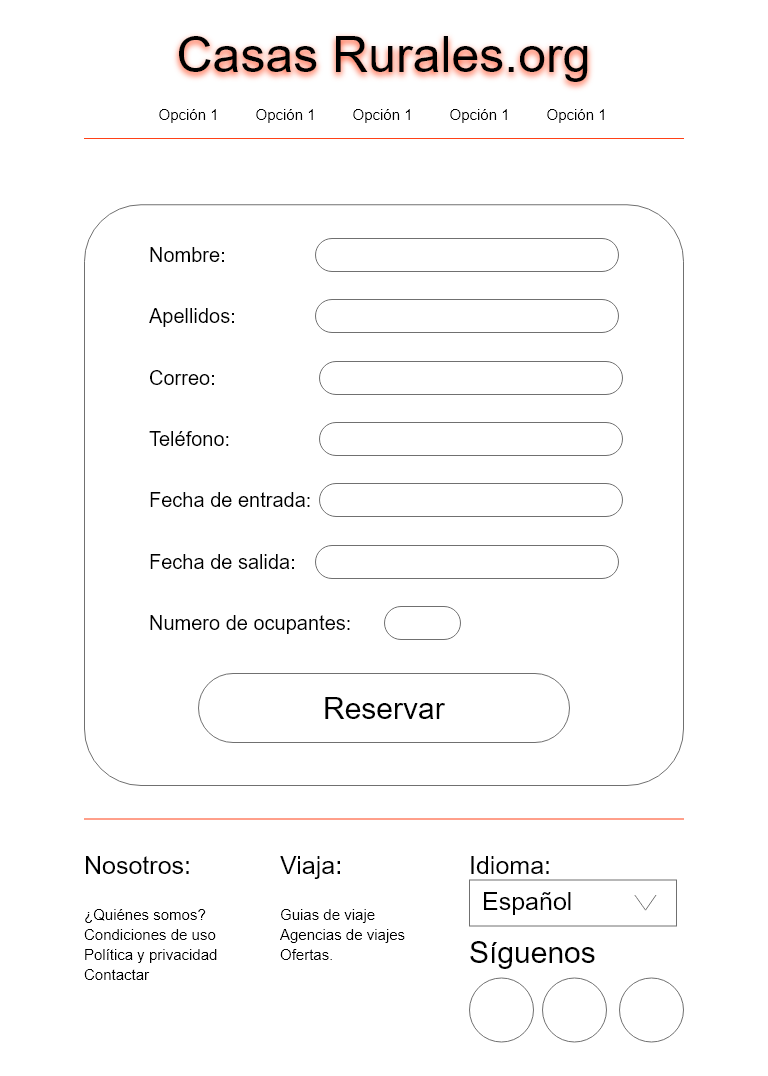 Casas Rurales.org
Opción 1 Opción 1 Opción 1 Opción 1 Opción 1
Nombre:
Apellidos:
Correo:
Teléfono:
Fecha de entrada:
Fecha de salida:
Numero de ocupantes:
Reservar
Nosotros:
¿Quiénes somos?
Condiciones de uso
Política y privacidad
Contactar
Viaja:
Guias de viaje
Agencias de viajes
Ofertas.
Idioma:
Español
Síguenos